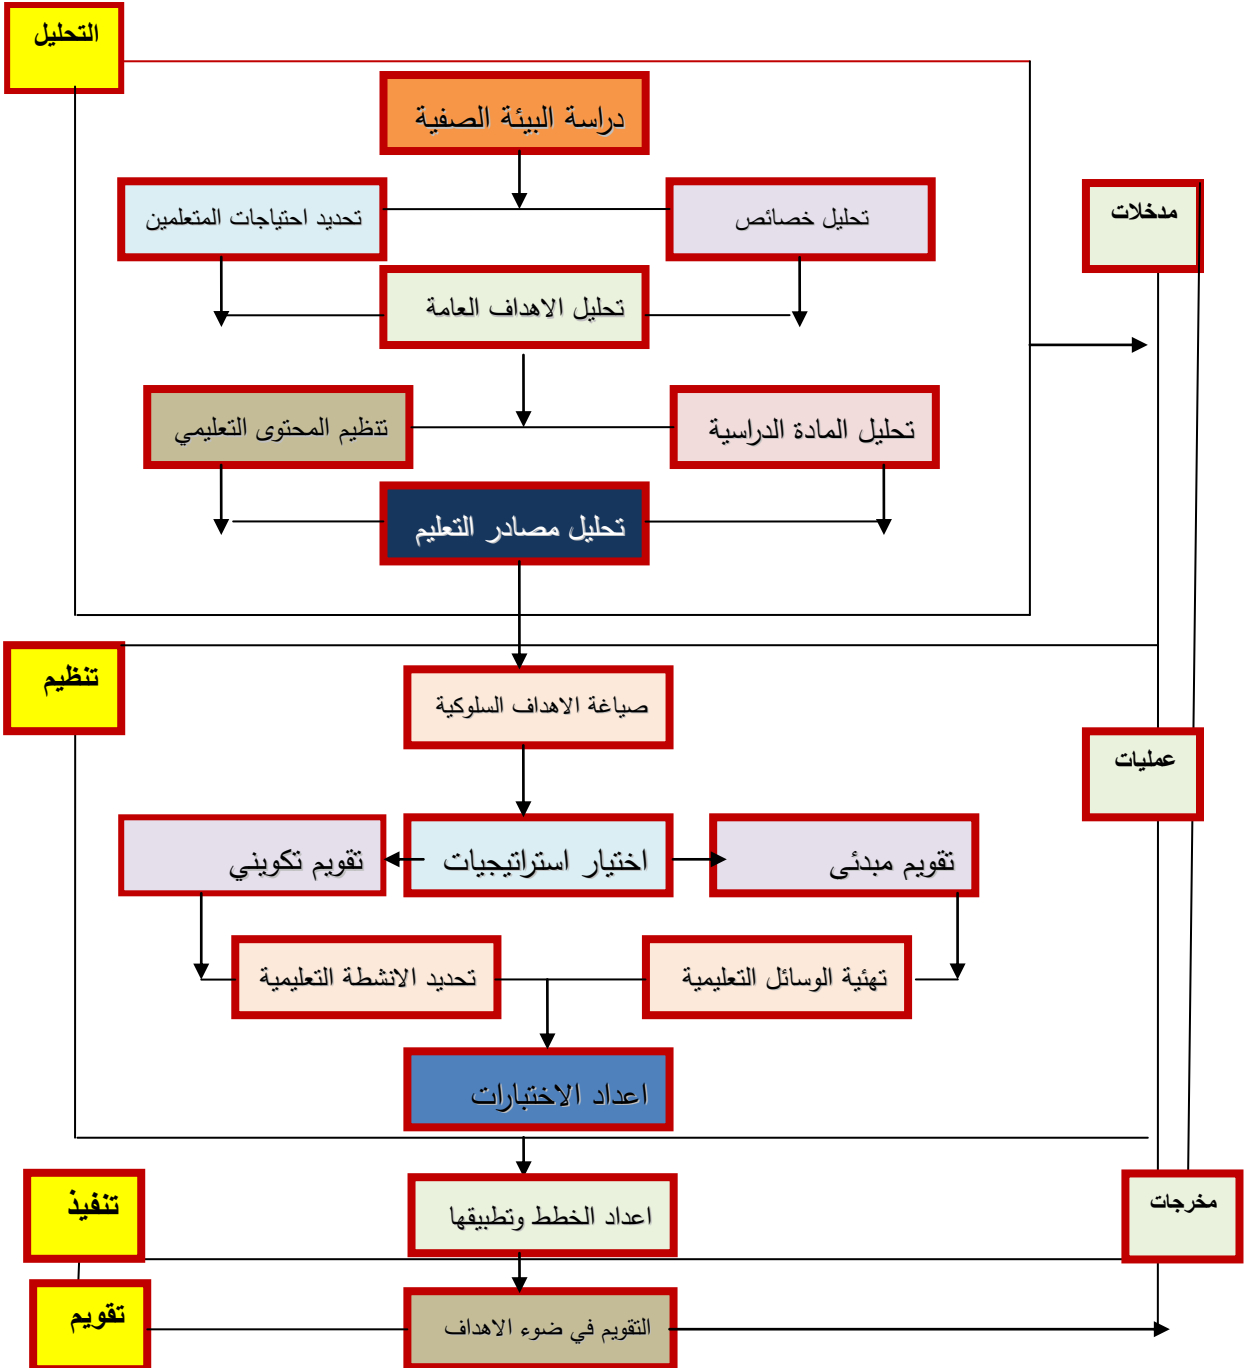 التحليل
دراسة البيئة الصفية
مدخلات
تحليل خصائص
تحديد احتياجات المتعلمين
تحليل الاهداف العامة
تحليل المادة الدراسية
تنظيم المحتوى التعليمي
تحليل مصادر التعليم
تنظيم
صياغة الاهداف السلوكية
عمليات
تقويم مبدئى
اختيار استراتيجيات
تقويم تكويني
تهئية الوسائل التعليمية
تحديد الانشطة التعليمية
اعداد الاختبارات
مخرجات
اعداد الخطط وتطبيقها
تنفيذ
التقويم في ضوء الاهداف
تقويم